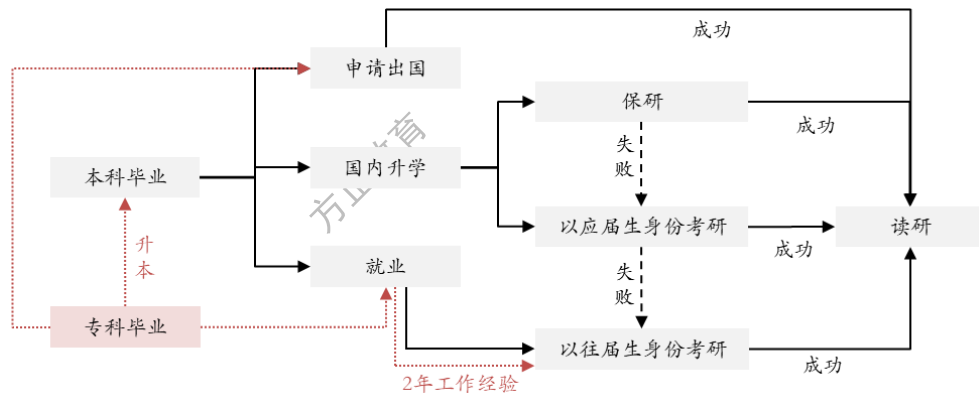 成功
申请出国
保研
成功
失败
本科毕业
国内升学
以应届生身份考研
读研
成功
升本
就业
失败
专科毕业
以往届生身份考研
成功
2年工作经验